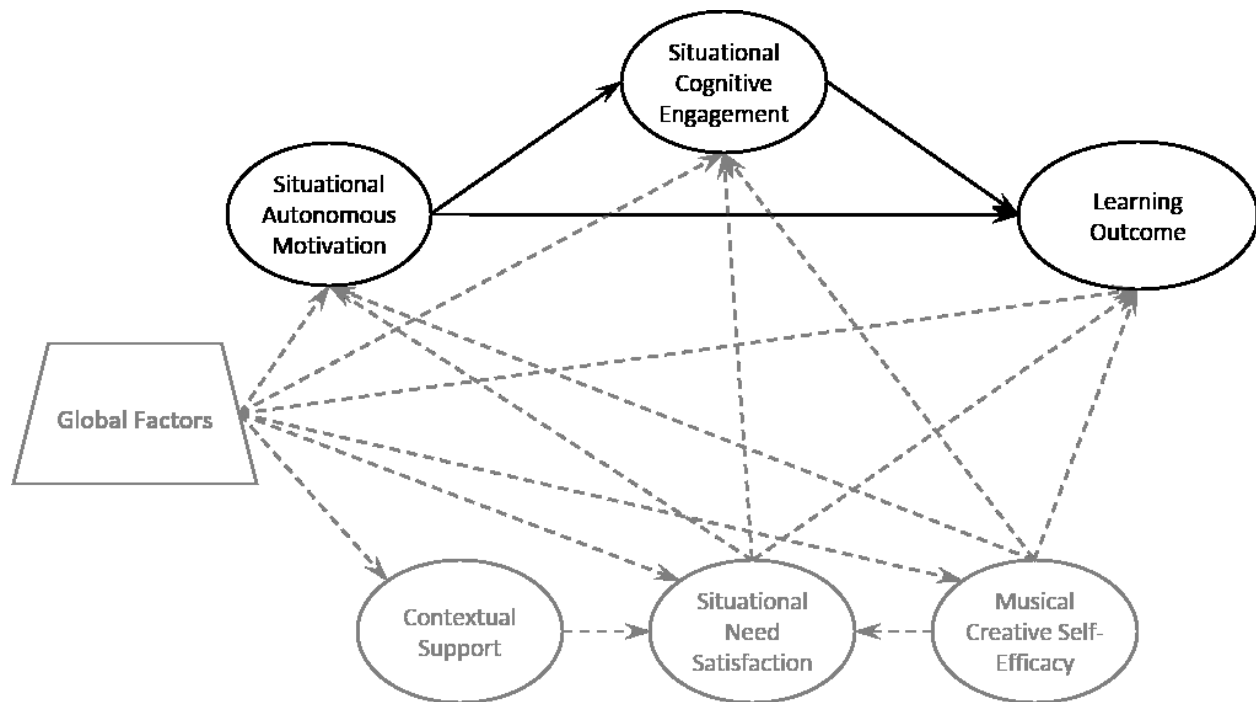 Situational
Cognitive
Engagement
Situational
Autonomous
Motivation
Learning
Outcome
Global Factors
Contextual
Support
Situational
Need
Satisfaction
Musical
Creative Self-
Efficacy